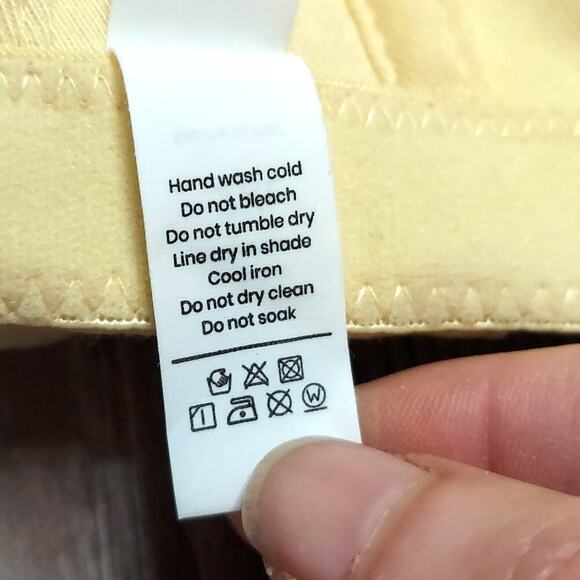 Hand wash cold
Do not bleach
Do not tumble dry
Line dry in shade
Cool iron
Do not dry clean
Do not soak
W